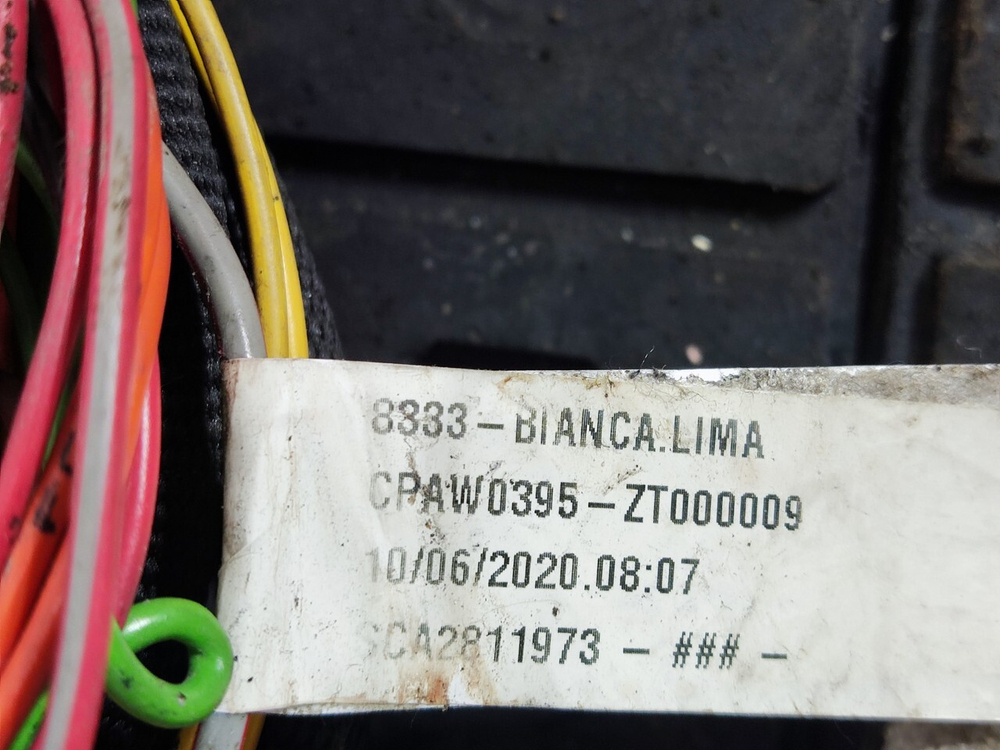 8333-BIANCA.LIMA
CPAW0395-ZT000009
10/06/2020.08:07
SCA2811973 - ### -